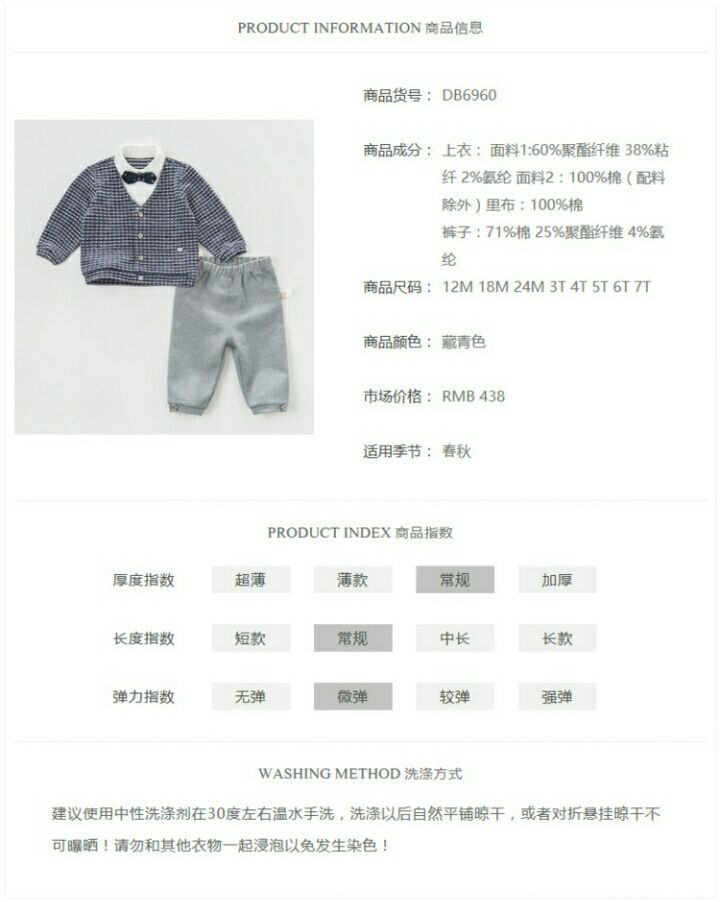 PRODUCT INFORMATION 商品信息
商品货号： DB6960
商品成分： 上衣： 面料1:60%聚酯纤维 38%粘
纤 2%氨纶 面料2：100%棉（配料
除外）里布：100%棉
裤子：71%棉 25%聚酯纤维 4%氨
纶
商品尺码： 12M 18M 24M 3T 4T 5T 6T 7T
商品颜色： 藏青色
市场价格： RMB 438
适用季节： 春秋
PRODUCT INDEX 商品指数
厚度指数 超薄 薄款 常规 加厚
长度指数 短款 常规 中长 长款
弹力指数 无弹 微弹 较弹 强弹
WASHING METHOD 洗涤方式
建议使用中性洗涤剂在30度左右温水手洗，洗涤以后自然平铺晾干，或者对折悬挂晾干不
可曝晒！请勿和其他衣物一起浸泡以免发生染色！